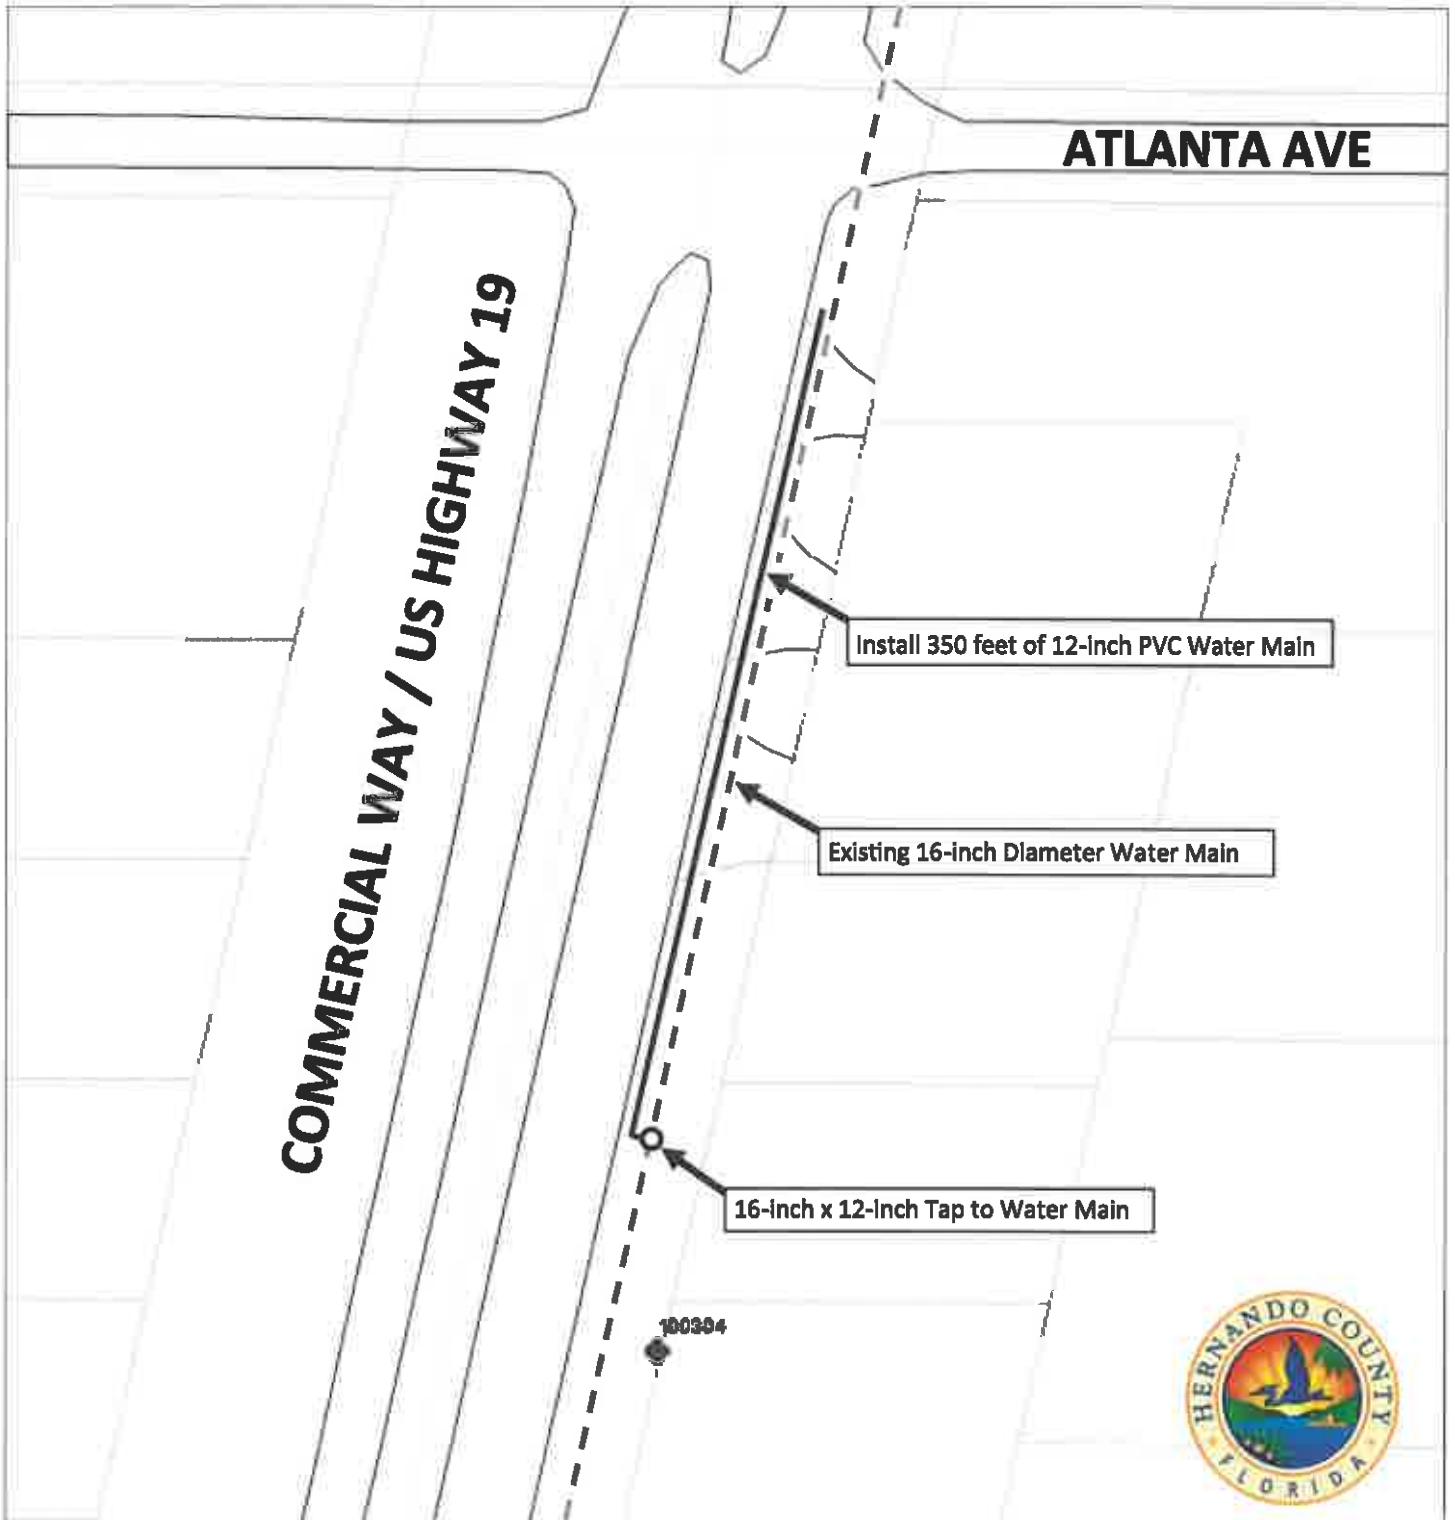 ATLANTA AVE
COMMERCIAL WAY / US HIGHWAY 19
Install 350 feet of 12-inch PVC Water Main
Existing 16-inch Diameter Water Main
16-inch x 12-inch Tap to Water Main
100304
HERNANDO COUNTY
FLORIDA